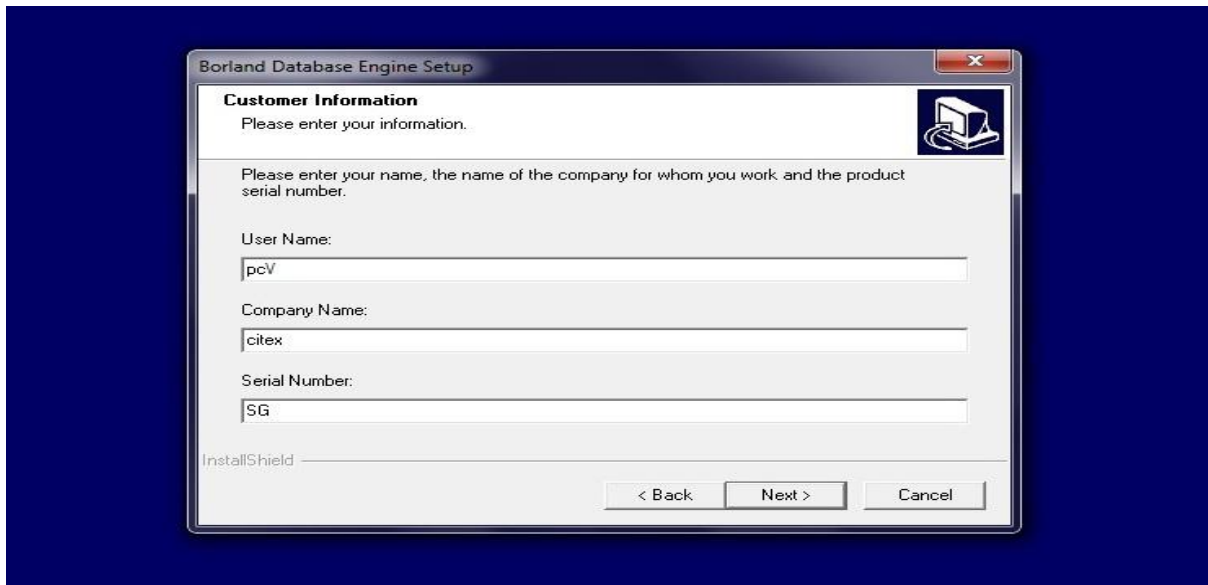 Borland Database Engine Setup
Customer Information
Please enter your information.
Please enter your name, the name of the company for whom you work and the product
serial number.
User Name:
pcV
Company Name:
citex
Serial Number:
SG
InstallShield
< Back Next > Cancel